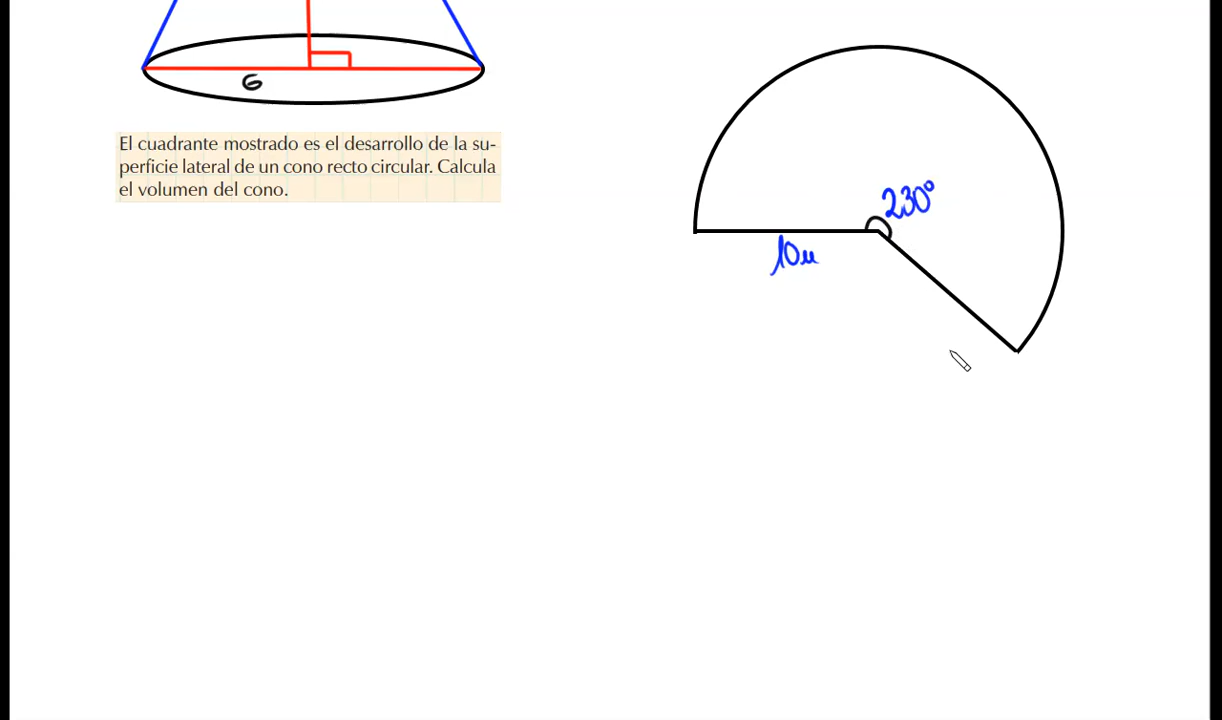 6
El cuadrante mostrado es el desarrollo de la su-
perficie lateral de un cono recto circular. Calcula
el volumen del cono.
230°
10u